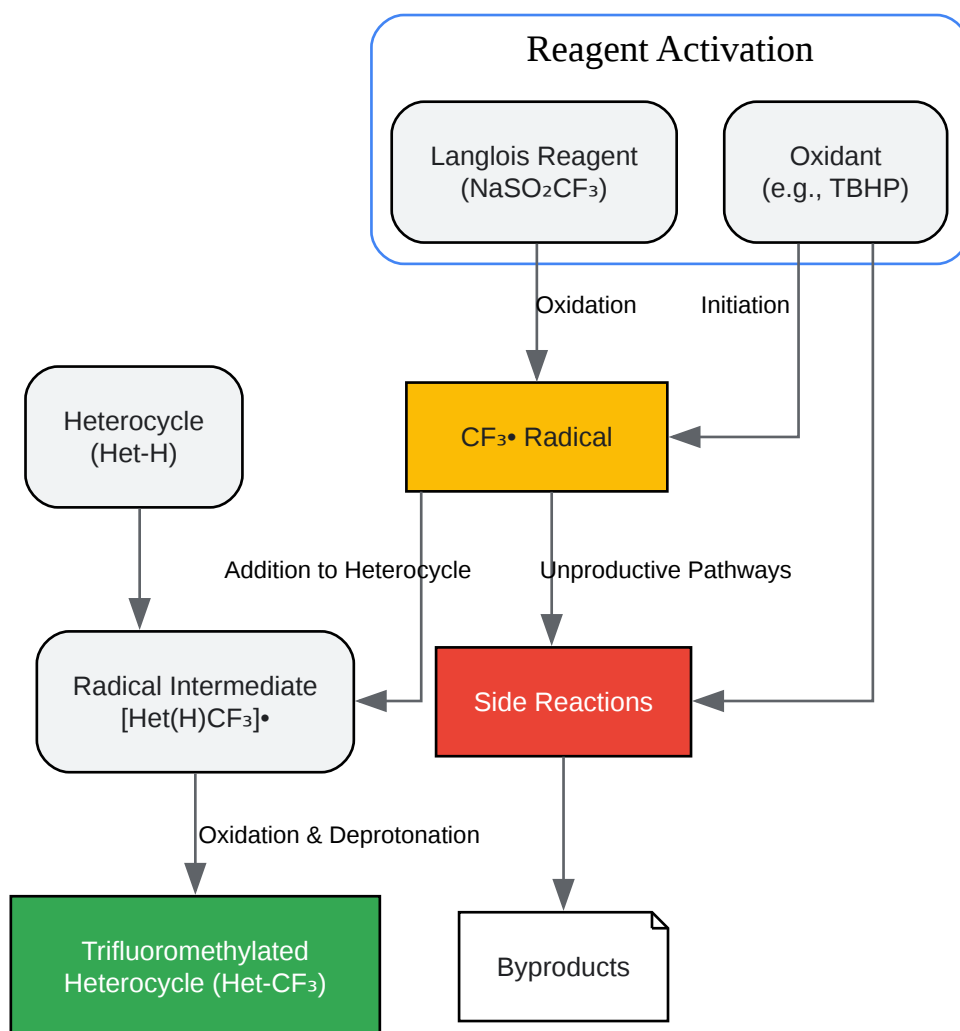 Reagent Activation
Langlois Reagent
(NaSO₂CF₃)
Oxidant
(e.g., TBHP)
Oxidation
Initiation
Heterocycle
(Het-H)
CF₃• Radical
Addition to Heterocycle
Unproductive Pathways
Radical Intermediate
[Het(H)CF₃]•
Side Reactions
Oxidation & Deprotonation
Trifluoromethylated
Heterocycle (Het-CF₃)
Byproducts